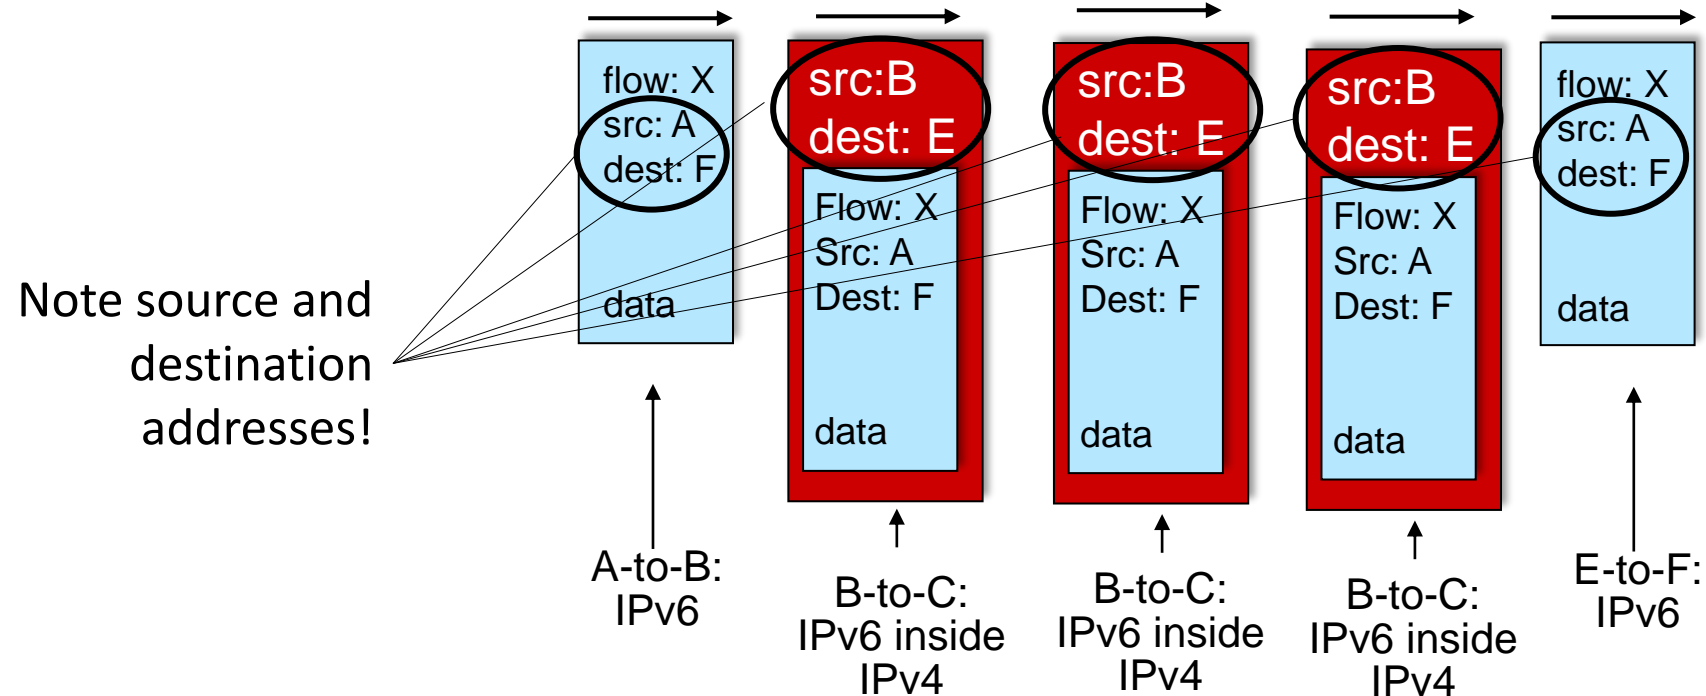 Note source and
destination
addresses!
flow: X
src: A
dest: F
data
A-to-B:
IPv6
src:B
dest: E
Flow: X
Src: A
Dest: F
data
B-to-C:
IPv6 inside
IPv4
src:B
dest: E
Flow: X
Src: A
Dest: F
data
B-to-C:
IPv6 inside
IPv4
src:B
dest: E
Flow: X
Src: A
Dest: F
data
B-to-C:
IPv6 inside
IPv4
flow: X
src: A
dest: F
data
E-to-F:
IPv6